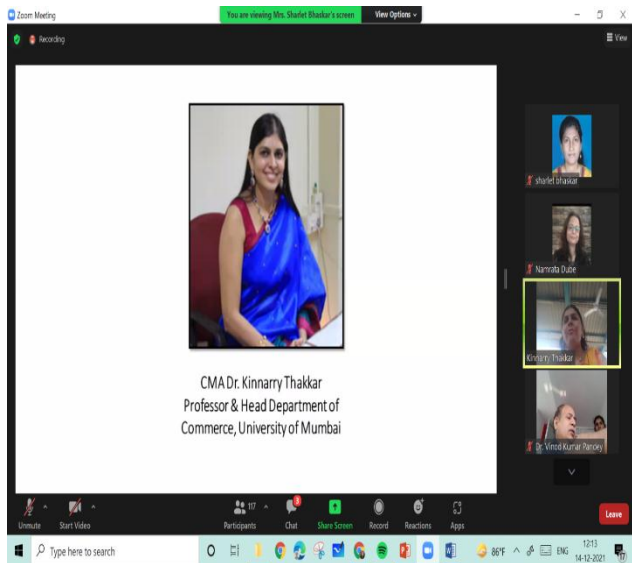 Zoom Meeting
You are viewing Mrs. Sharlet Bhaskar's screen
View Options
Recording
View
sharlet bhaskar
Namrata Dube
Kinnarry Thakkar
Dr. Vinod Kumar Pandey
CMA Dr. Kinnarry Thakkar
Professor & Head Department of
Commerce, University of Mumbai
Unmute
Start Video
117
Participants
3
Chat
Share Screen
Record
Reactions
Apps
Leave
Type here to search
86°F
ENG
12:13
14-12-2021